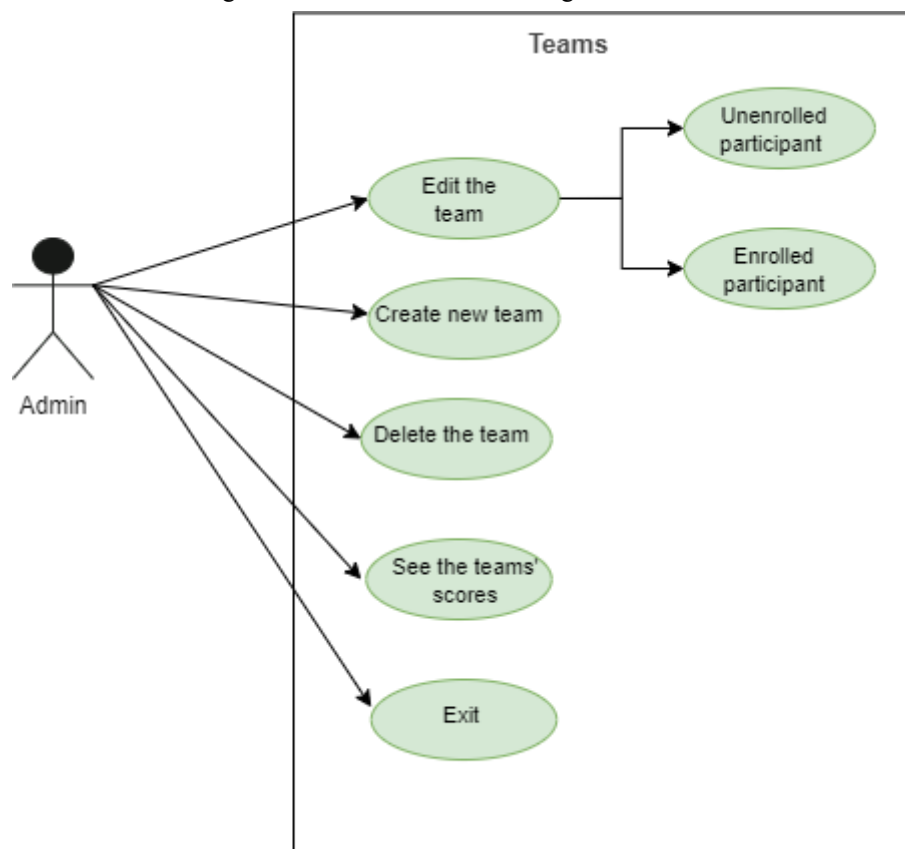 Teams
Unenrolled
participant
Edit the
team
Enrolled
participant
Create new team
Admin
Delete the team
See the teams'
scores
Exit